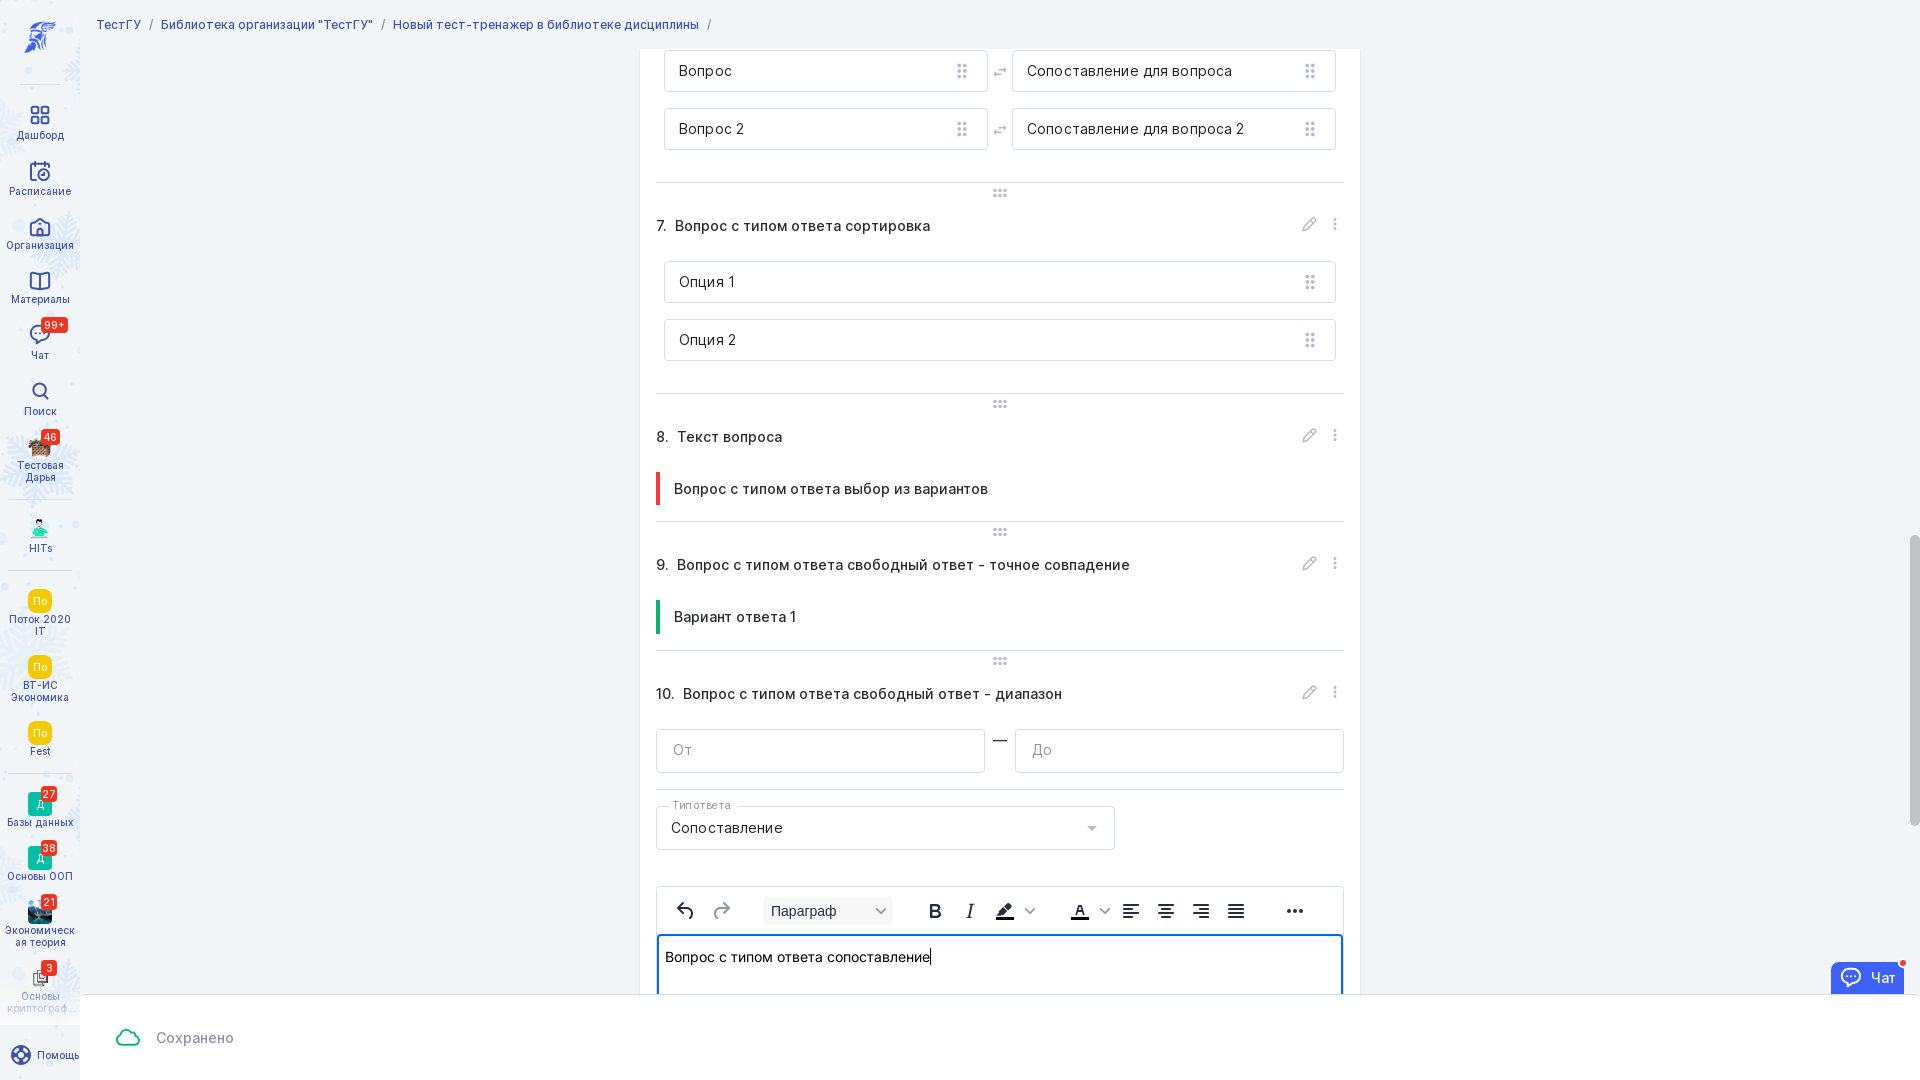 ТестГУ / Библиотека организации "ТестГУ" / Новый тест-тренажер в библиотеке дисциплины /
Дашборд
Расписание
Организация
Материалы
99+
Чат
Поиск
46
Тестовая
Дарья
HITs
По
Поток 2020
IT
По
ВТ-ИС
Экономика
По
Fest
27
Д
Базы данных
38
Д
Основы ООП
21
Экономическ
ая теория
3
Основы
криптограф...
Помощь
Вопрос
Сопоставление для вопроса
Вопрос 2
Сопоставление для вопроса 2
7. Вопрос с типом ответа сортировка
Опция 1
Опция 2
8. Текст вопроса
Вопрос с типом ответа выбор из вариантов
9. Вопрос с типом ответа свободный ответ - точное совпадение
Вариант ответа 1
10. Вопрос с типом ответа свободный ответ - диапазон
От — До
Тип ответа
Сопоставление
Параграф
Вопрос с типом ответа сопоставление
Чат
Сохранено